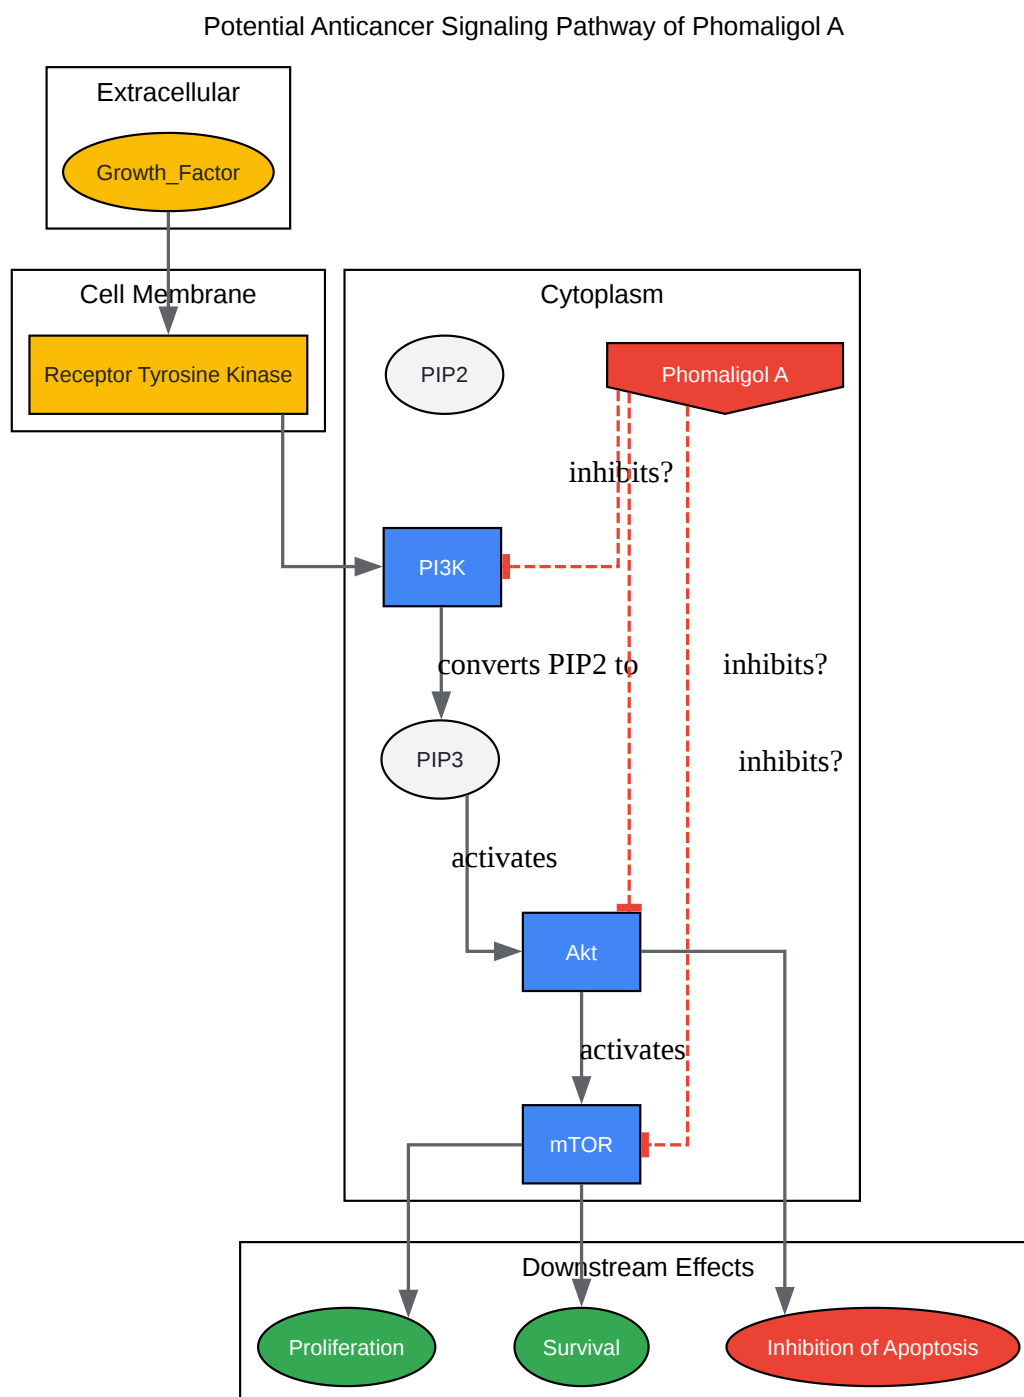 Potential Anticancer Signaling Pathway of Phomaligol A
Extracellular
Growth_Factor
Cell Membrane
Receptor Tyrosine Kinase
Cytoplasm
PIP2
Phomaligol A
inhibits?
PI3K
converts PIP2 to
inhibits?
PIP3
inhibits?
activates
Akt
activates
mTOR
Downstream Effects
Proliferation
Survival
Inhibition of Apoptosis